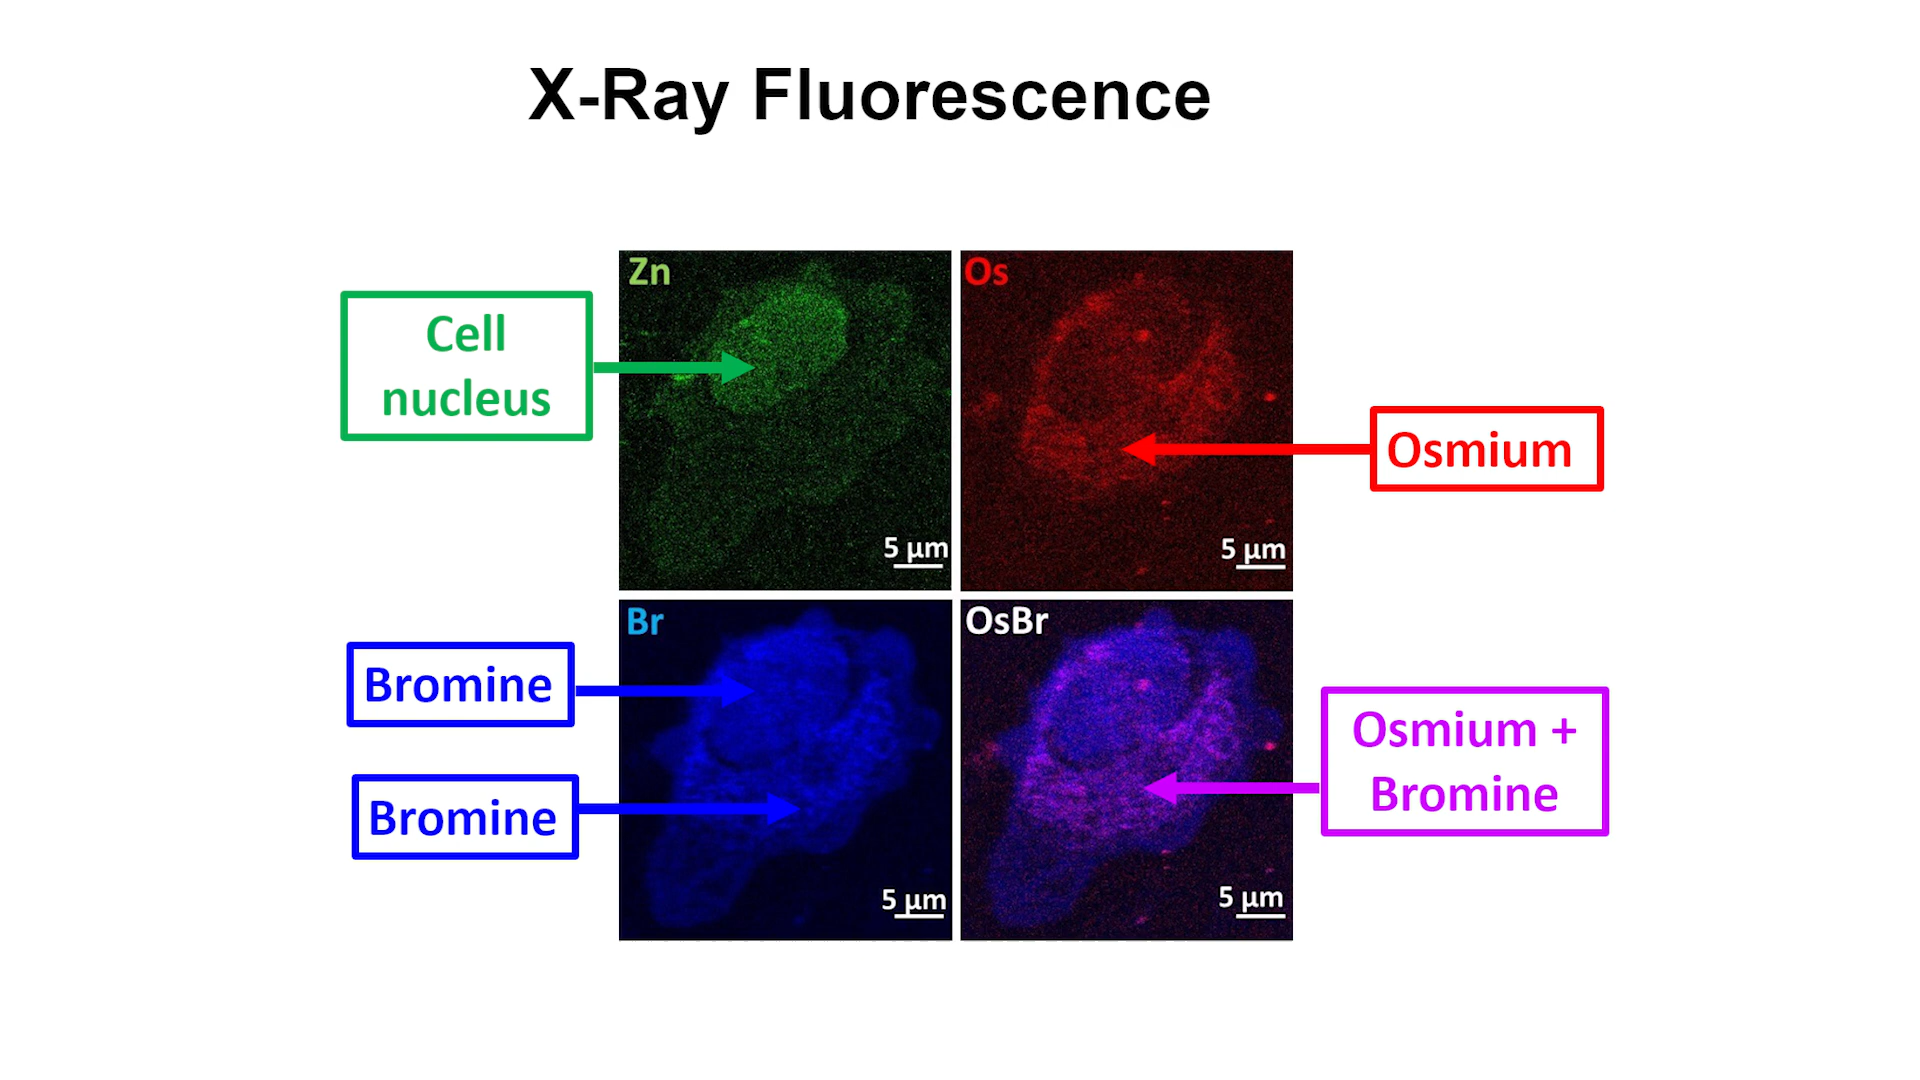 X-Ray Fluorescence
Zn
Os
Cell
nucleus
Osmium
5 µm
5 µm
Br
OsBr
Bromine
Bromine
Osmium +
Bromine
5 µm
5 µm